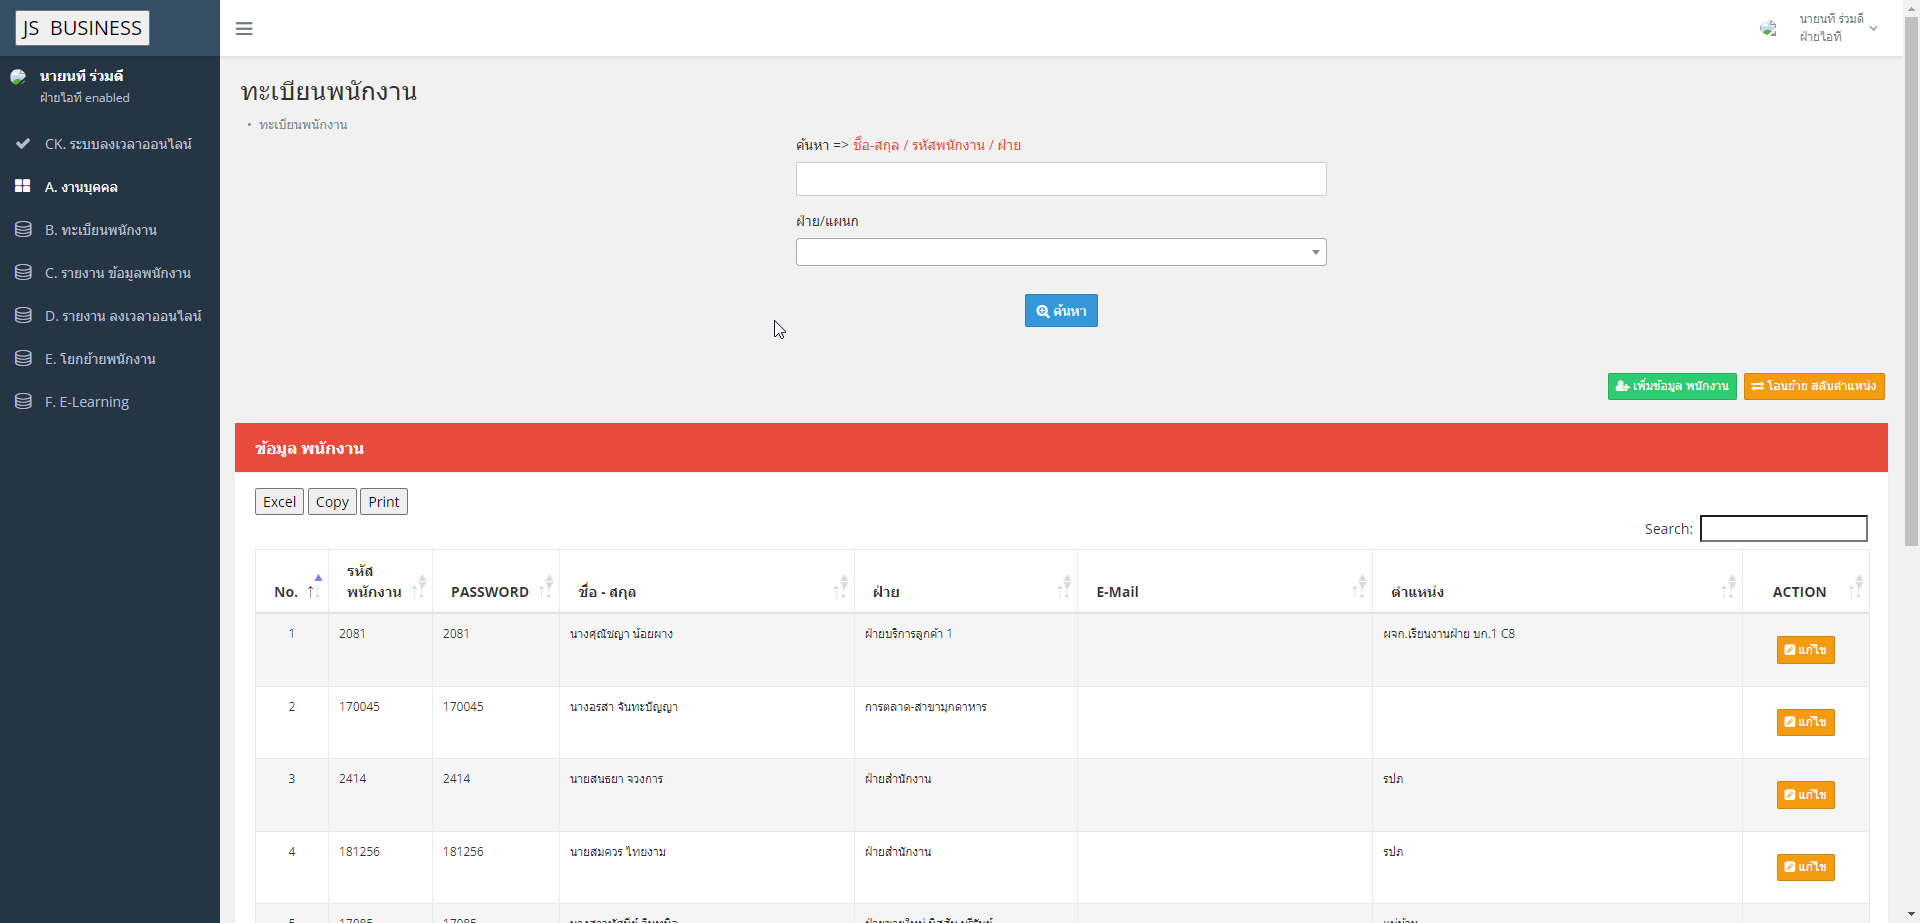 JS BUSINESS
นายนที ร่วมดี
ฝ่ายไอที
นายนที ร่วมดี
ฝ่ายไอที enabled
CK. ระบบลงเวลาออนไลน์
A. งานบุคคล
B. ทะเบียนพนักงาน
C. รายงาน ข้อมูลพนักงาน
D. รายงาน ลงเวลาออนไลน์
E. โยกย้ายพนักงาน
F. E-Learning
ทะเบียนพนักงาน
• ทะเบียนพนักงาน
ค้นหา => ชื่อ-สกุล / รหัสพนักงาน / ฝ่าย
ฝ่าย/แผนก
ค้นหา
เพิ่มข้อมูล พนักงาน
โอนย้าย สลับตำแหน่ง
ข้อมูล พนักงาน
Excel Copy Print
Search:
No. รหัส พนักงาน PASSWORD ชื่อ - สกุล ฝ่าย E-Mail ตำแหน่ง ACTION
1 2081 2081 นางศุณัชญา น้อยผาง ฝ่ายบริการลูกค้า 1 ผจก.เรียนงานฝ่าย บก.1 C8 แก้ไข
2 170045 170045 นางอรสา จันทะปัญญา การตลาด-สาขามุกดาหาร แก้ไข
3 2414 2414 นายสนธยา จวงการ ฝ่ายสำนักงาน รปภ แก้ไข
4 181256 181256 นายสมควร ไทยงาม ฝ่ายสำนักงาน รปภ แก้ไข